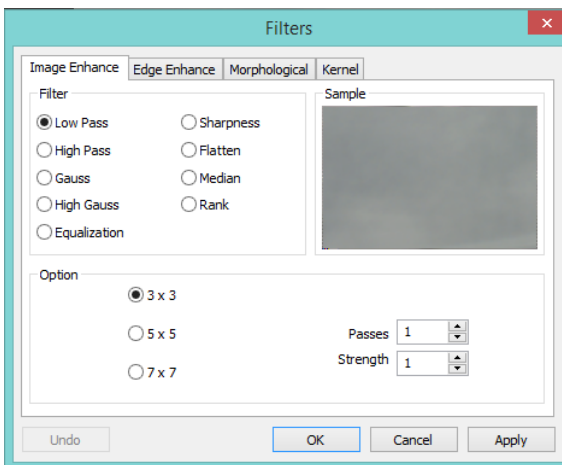 Filters
Image Enhance Edge Enhance Morphological Kernel
Filter Sample
Low Pass Sharpness
High Pass Flatten
Gauss Median
High Gauss Rank
Equalization
Option
3 x 3
5 x 5 Passes 1
Strength 1
7 x 7
Undo OK Cancel Apply